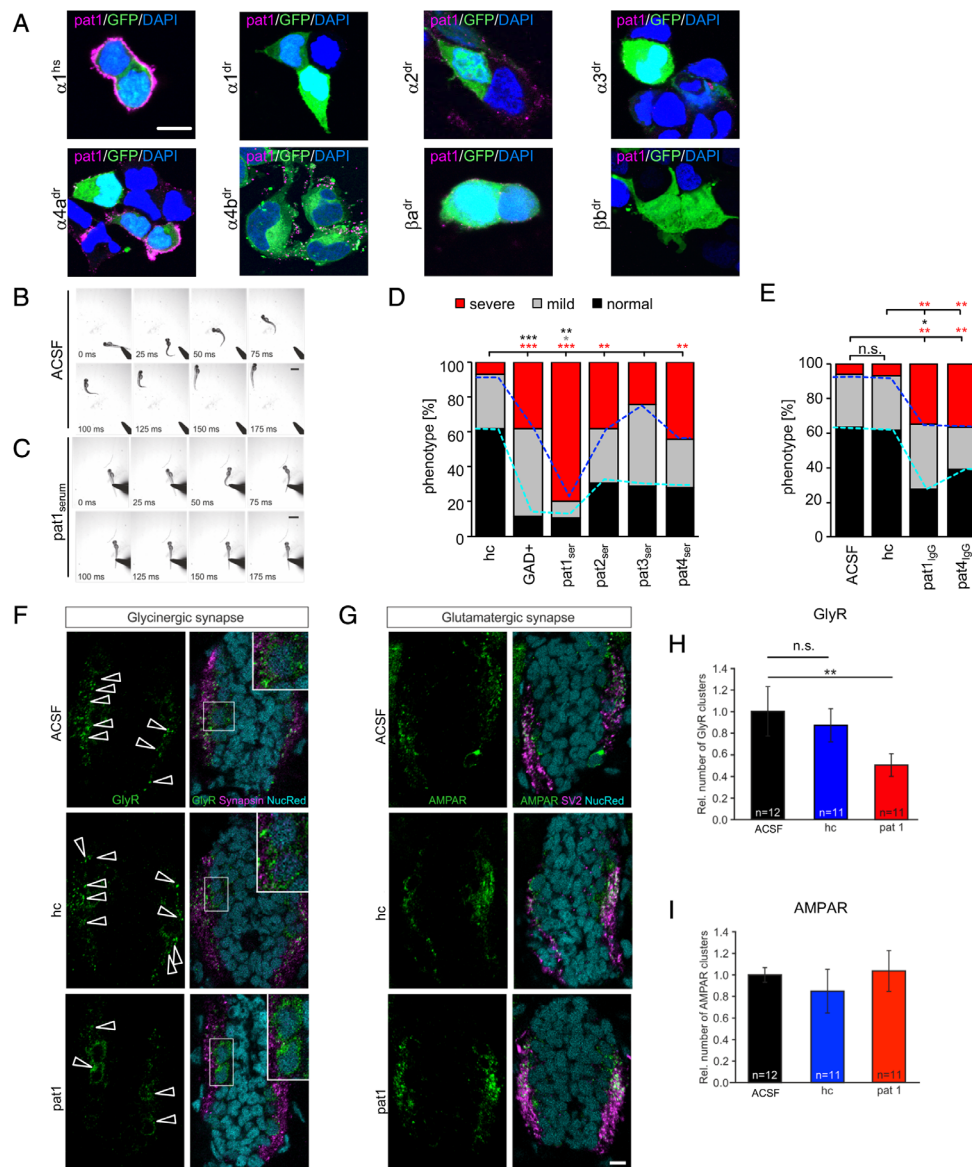 A
pat1/GFP/DAPI
α1hs
pat1/GFP/DAPI
α1dr
pat1/GFP/DAPI
α2dr
pat1/GFP/DAPI
α3dr
pat1/GFP/DAPI
α4adr
pat1/GFP/DAPI
α4bdr
pat1/GFP/DAPI
βadr
pat1/GFP/DAPI
βbdr
B
ACSF
0 ms
25 ms
50 ms
75 ms
100 ms
125 ms
150 ms
175 ms
C
pat1serum
0 ms
25 ms
50 ms
75 ms
100 ms
125 ms
150 ms
175 ms
D
severe
mild
normal
***
***
**
*
***
**
**
phenotype [%]
100
80
60
40
20
0
hc
GAD+
pat1ser
pat2ser
pat3ser
pat4ser
E
**
**
*
**
**
n.s.
phenotype [%]
100
80
60
40
20
0
ACSF
hc
pat1IgG
pat4IgG
F
Glycinergic synapse
ACSF
GlyR
GlyR Synapsin NucRed
hc
pat1
G
Glutamatergic synapse
ACSF
AMPAR
AMPAR SV2 NucRed
hc
pat1
H
GlyR
n.s.
**
Rel. number of GlyR clusters
1.4
1.2
1.0
0.8
0.6
0.4
0.2
0
n=12
n=11
n=11
ACSF
hc
pat 1
I
AMPAR
Rel. number of AMPAR clusters
1.4
1.2
1.0
0.8
0.6
0.4
0.2
0
n=12
n=11
n=11
ACSF
hc
pat 1